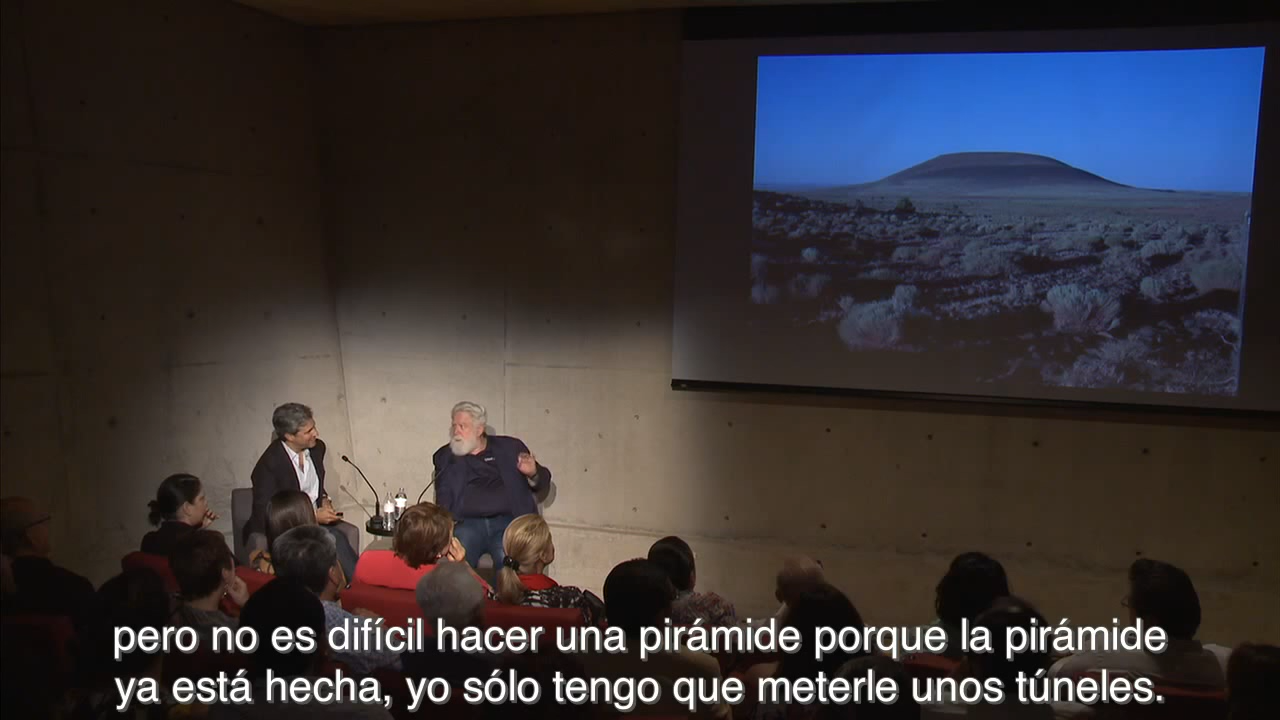 pero no es difícil hacer una pirámide porque la pirámide
ya está hecha, yo sólo tengo que meterle unos túneles.